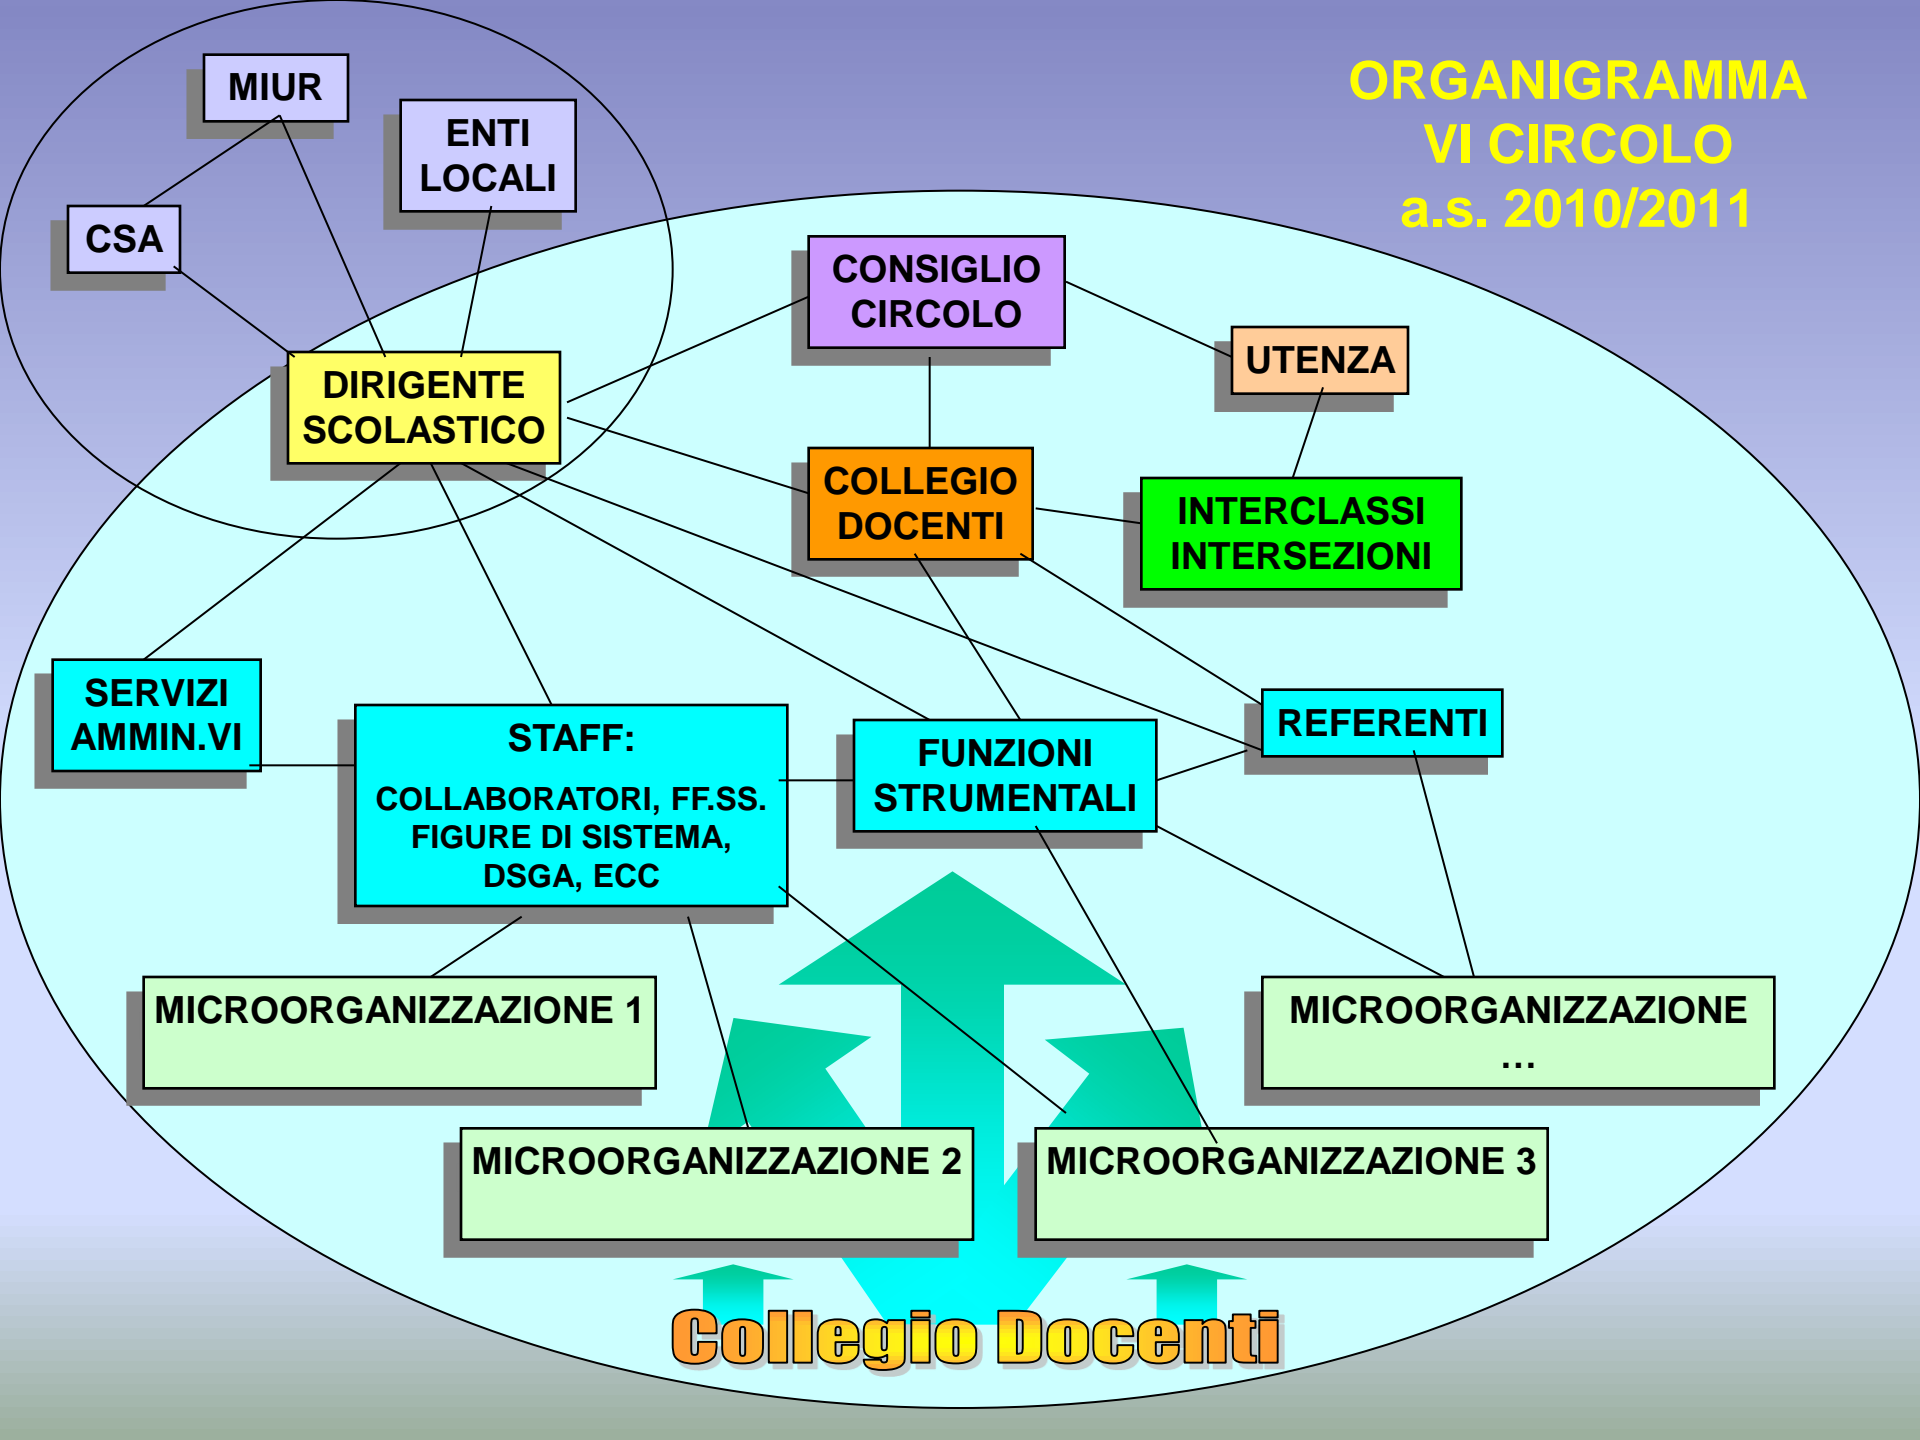 ORGANIGRAMMA
VI CIRCOLO
a.s. 2010/2011
MIUR
ENTI
LOCALI
CSA
CONSIGLIO
CIRCOLO
UTENZA
DIRIGENTE
SCOLASTICO
COLLEGIO
DOCENTI
INTERCLASSI
INTERSEZIONI
SERVIZI
AMMIN.VI
STAFF:
COLLABORATORI, FF.SS.
FIGURE DI SISTEMA,
DSGA, ECC
FUNZIONI
STRUMENTALI
REFERENTI
MICROORGANIZZAZIONE 1
MICROORGANIZZAZIONE
…
MICROORGANIZZAZIONE 2
MICROORGANIZZAZIONE 3
Collegio Docenti